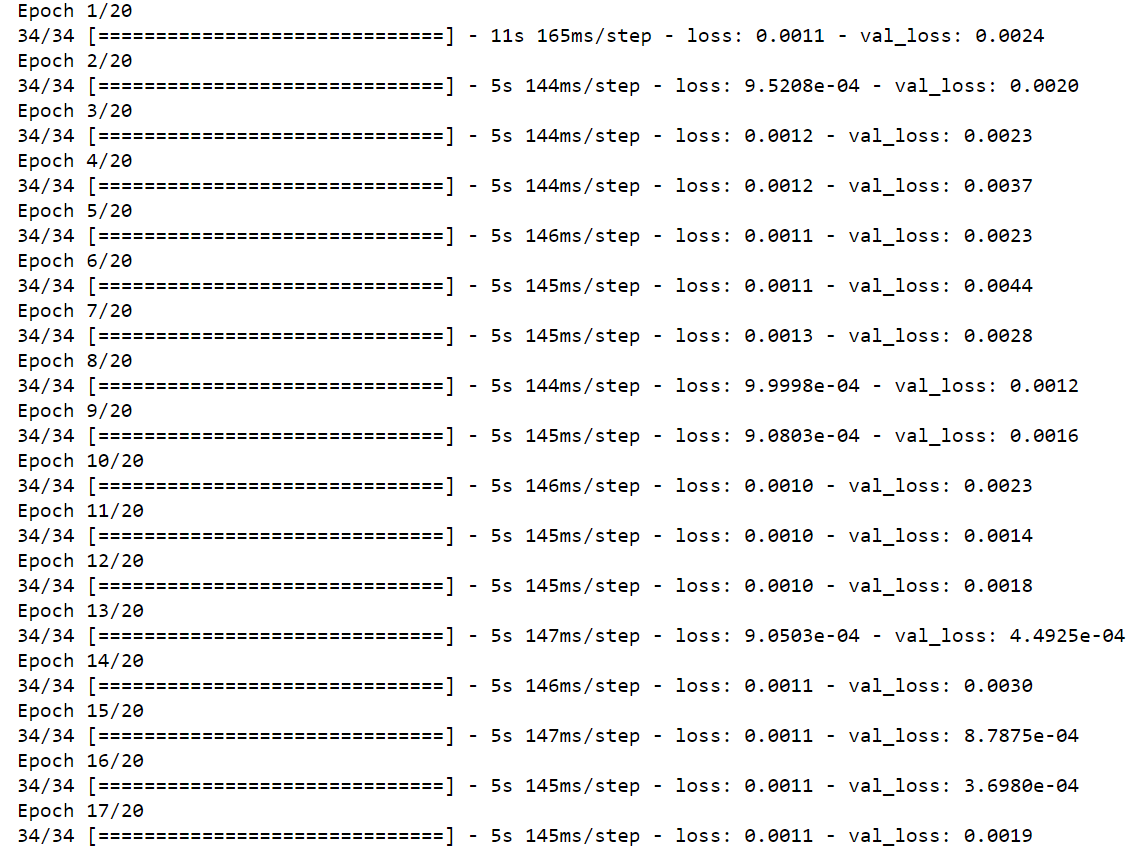 Epoch 1/20
34/34 [==============================] - 11s 165ms/step - loss: 0.0011 - val_loss: 0.0024
Epoch 2/20
34/34 [==============================] - 5s 144ms/step - loss: 9.5208e-04 - val_loss: 0.0020
Epoch 3/20
34/34 [==============================] - 5s 144ms/step - loss: 0.0012 - val_loss: 0.0023
Epoch 4/20
34/34 [==============================] - 5s 144ms/step - loss: 0.0012 - val_loss: 0.0037
Epoch 5/20
34/34 [==============================] - 5s 146ms/step - loss: 0.0011 - val_loss: 0.0023
Epoch 6/20
34/34 [==============================] - 5s 145ms/step - loss: 0.0011 - val_loss: 0.0044
Epoch 7/20
34/34 [==============================] - 5s 145ms/step - loss: 0.0013 - val_loss: 0.0028
Epoch 8/20
34/34 [==============================] - 5s 144ms/step - loss: 9.9998e-04 - val_loss: 0.0012
Epoch 9/20
34/34 [==============================] - 5s 145ms/step - loss: 9.0803e-04 - val_loss: 0.0016
Epoch 10/20
34/34 [==============================] - 5s 146ms/step - loss: 0.0010 - val_loss: 0.0023
Epoch 11/20
34/34 [==============================] - 5s 145ms/step - loss: 0.0010 - val_loss: 0.0014
Epoch 12/20
34/34 [==============================] - 5s 145ms/step - loss: 0.0010 - val_loss: 0.0018
Epoch 13/20
34/34 [==============================] - 5s 147ms/step - loss: 9.0503e-04 - val_loss: 4.4925e-04
Epoch 14/20
34/34 [==============================] - 5s 146ms/step - loss: 0.0011 - val_loss: 0.0030
Epoch 15/20
34/34 [==============================] - 5s 147ms/step - loss: 0.0011 - val_loss: 8.7875e-04
Epoch 16/20
34/34 [==============================] - 5s 145ms/step - loss: 0.0011 - val_loss: 3.6980e-04
Epoch 17/20
34/34 [==============================] - 5s 145ms/step - loss: 0.0011 - val_loss: 0.0019